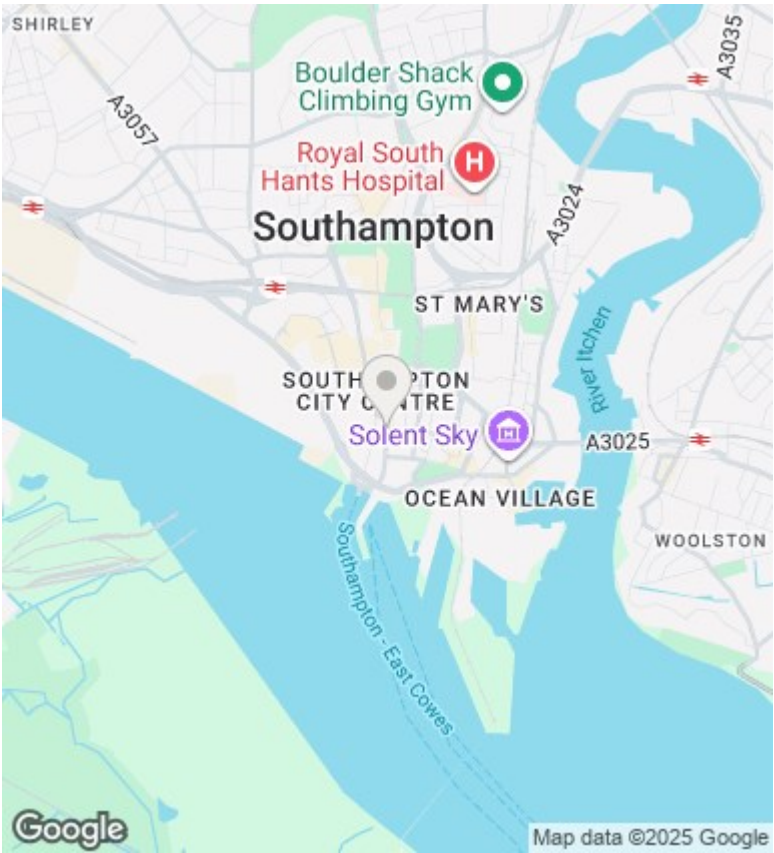 SHIRLEY
A3057
A3035
Boulder Shack
Climbing Gym
Royal South
Hants Hospital
H
A3024
Southampton
ST MARY'S
River Itchen
CITY
Solent Sky
A3025
OCEAN VILLAGE
WOOLSTON
Southampton - East Cowes
Google
Map data ©2025 Google